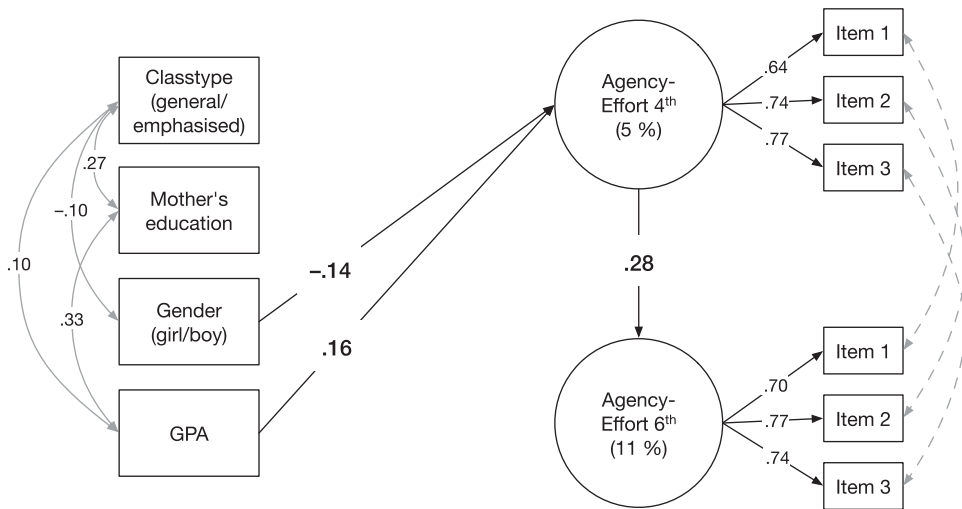 Classtype
(general/
emphasised)
Mother's
education
Gender
(girl/boy)
GPA
.27
–.10
.10
.33
–.14
.16
Agency-
Effort 4th
(5 %)
.64
.74
.77
Item 1
Item 2
Item 3
.28
Agency-
Effort 6th
(11 %)
.70
.77
.74
Item 1
Item 2
Item 3